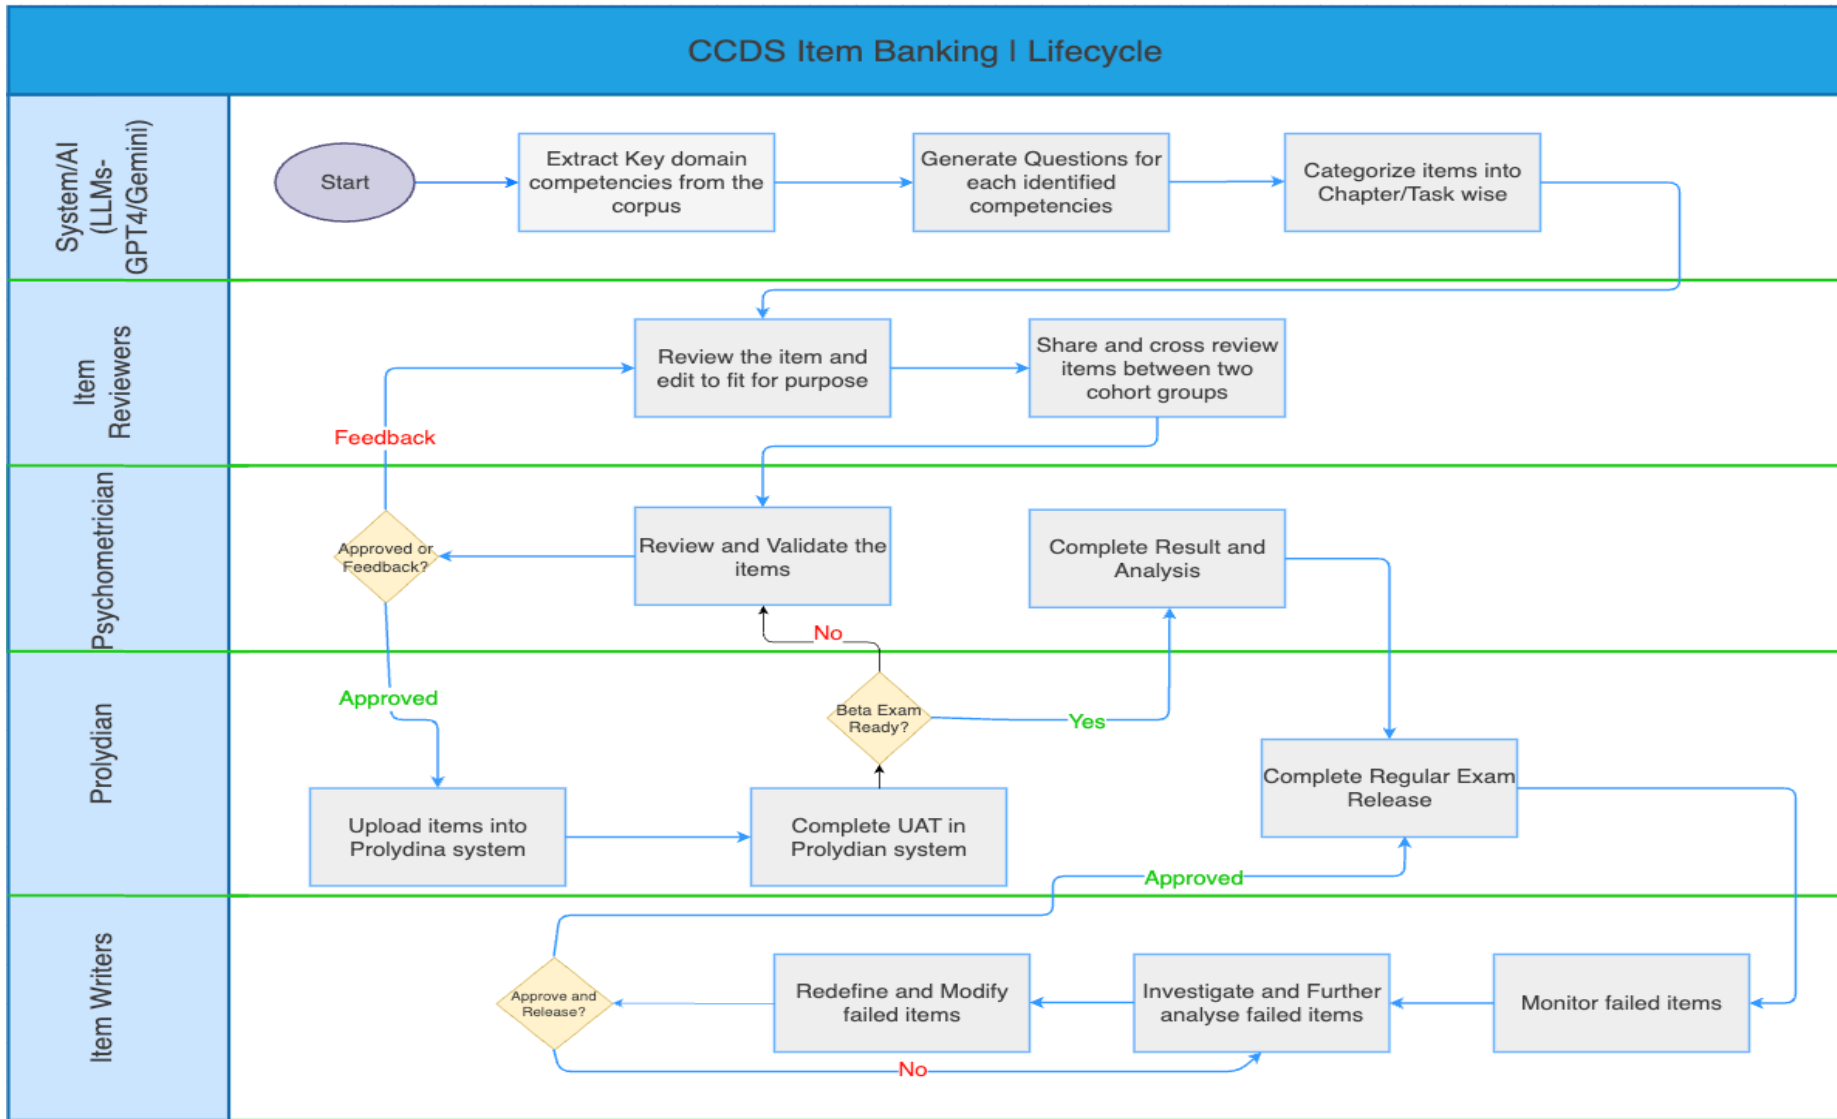 CCDS Item Banking | Lifecycle
System/AI
(LLMs-
GPT4/Gemini)
Start
Extract Key domain
competencies from the
corpus
Generate Questions for
each identified
competencies
Categorize items into
Chapter/Task wise
Item
Reviewers
Review the item and
edit to fit for purpose
Share and cross review
items between two
cohort groups
Feedback
Psychometrician
Approved or
Feedback?
Review and Validate the
items
Complete Result and
Analysis
No
Prolydian
Approved
Beta Exam
Ready?
Yes
Complete Regular Exam
Release
Upload items into
Prolydina system
Complete UAT in
Prolydian system
Approved
Item Writers
Approve and
Release?
Redefine and Modify
failed items
Investigate and Further
analyse failed items
Monitor failed items
No